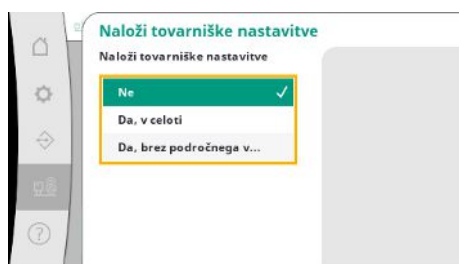 Naloži tovarniške nastavitve
Naloži tovarniške nastavitve
Ne
Da, v celoti
Da, brez področnega v...